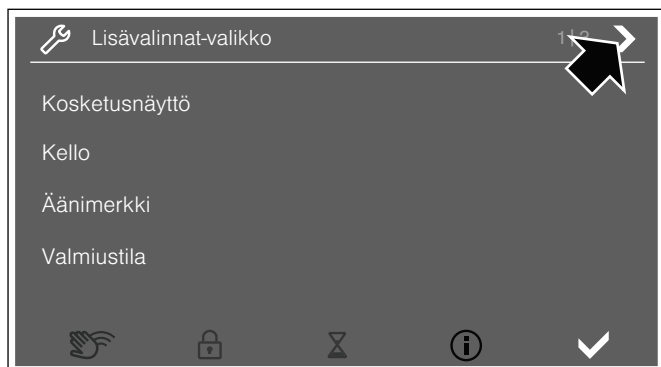 Lisävalinnat-valikko
Kosketusnäyttö
Kello
Äänimerkki
Valmiustila